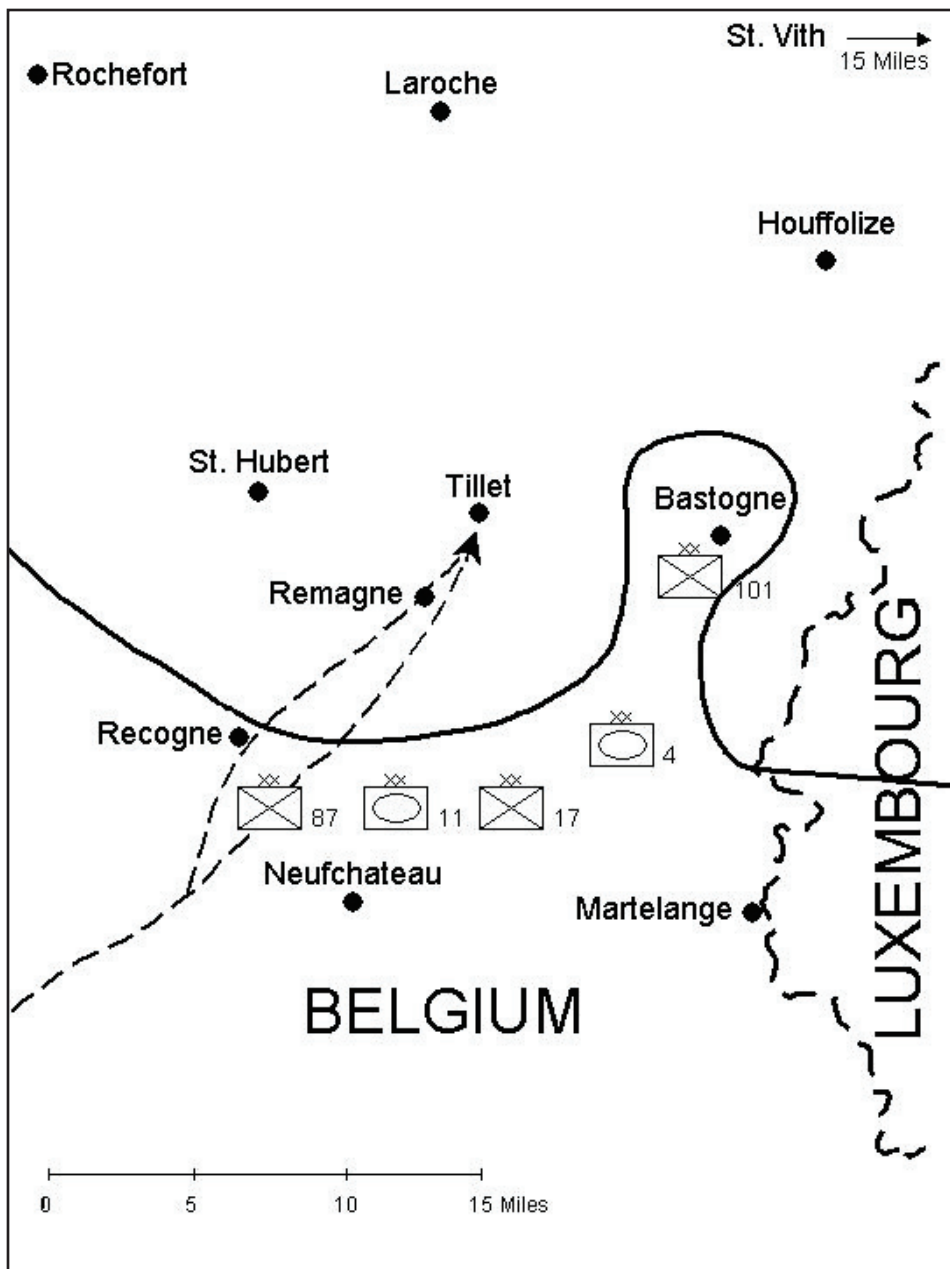 St. Vith
15 Miles
Rochefort
Laroche
Houffolize
St. Hubert
Tillet
Bastogne
101
Remagne
Recogne
4
87
11
17
Neufchateau
Martelange
LUXEMBOURG
BELGIUM
0 5 10 15 Miles